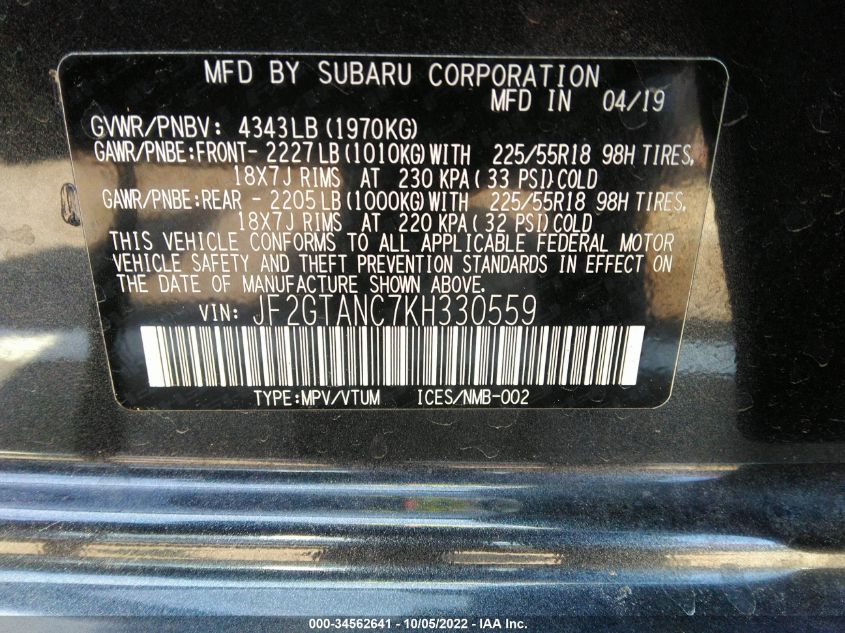 MFD BY SUBARU CORPORATION
MFD IN 04/19
GVWR/PNBV: 4343LB (1970KG)
GAWR/PNBE:FRONT- 2227LB (1010KG)WITH 225/55R18 98H TIRES,
18X7J RIMS AT 230 KPA( 33 PSI)COLD
GAWR/PNBE:REAR - 2205LB (1000KG)WITH 225/55R18 98H TIRES,
18X7J RIMS AT 220 KPA( 32 PSI)COLD
THIS VEHICLE CONFORMS TO ALL APPLICABLE FEDERAL MOTOR
VEHICLE SAFETY AND THEFT PREVENTION STANDARDS IN EFFECT ON
THE DATE OF MANUFACTURE SHOWN ABOVE.
VIN: JF2GTANC7KH330559
TYPE:MPV/VTUM ICES/NMB-002
000-34562641 - 10/05/2022 - IAA Inc.